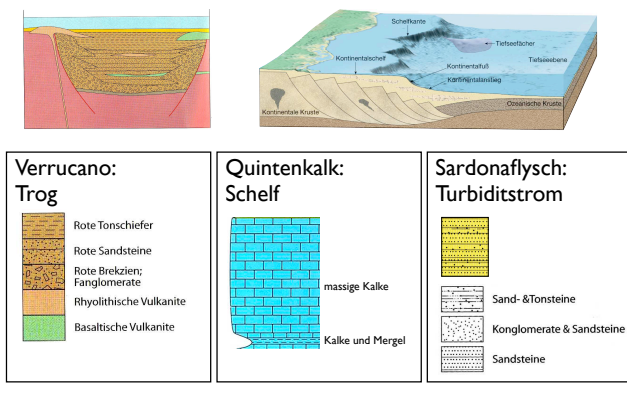 Schelfkante
Tiefseefächer
Kontinentalschelf
Kontinentalfuß
Tiefseeebene
Kontinentalanstieg
Kontinentale Kruste
Ozeanische Kruste
Verrucano:
Trog
Rote Tonschiefer
Rote Sandsteine
Rote Brekzien;
Fanglomerate
Rhyolithische Vulkanite
Basaltische Vulkanite
Quintenkalk:
Schelf
massige Kalke
Kalke und Mergel
Sardonaflysch:
Turbiditstrom
Sand- &Tonsteine
Konglomerate & Sandsteine
Sandsteine